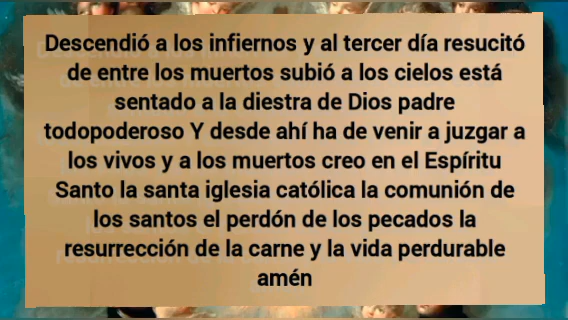 Descendió a los infiernos y al tercer día resucitó
de entre los muertos subió a los cielos está
sentado a la diestra de Dios padre
todopoderoso Y desde ahí ha de venir a juzgar a
los vivos y a los muertos creo en el Espíritu
Santo la santa iglesia católica la comunión de
los santos el perdón de los pecados la
resurrección de la carne y la vida perdurable
amén